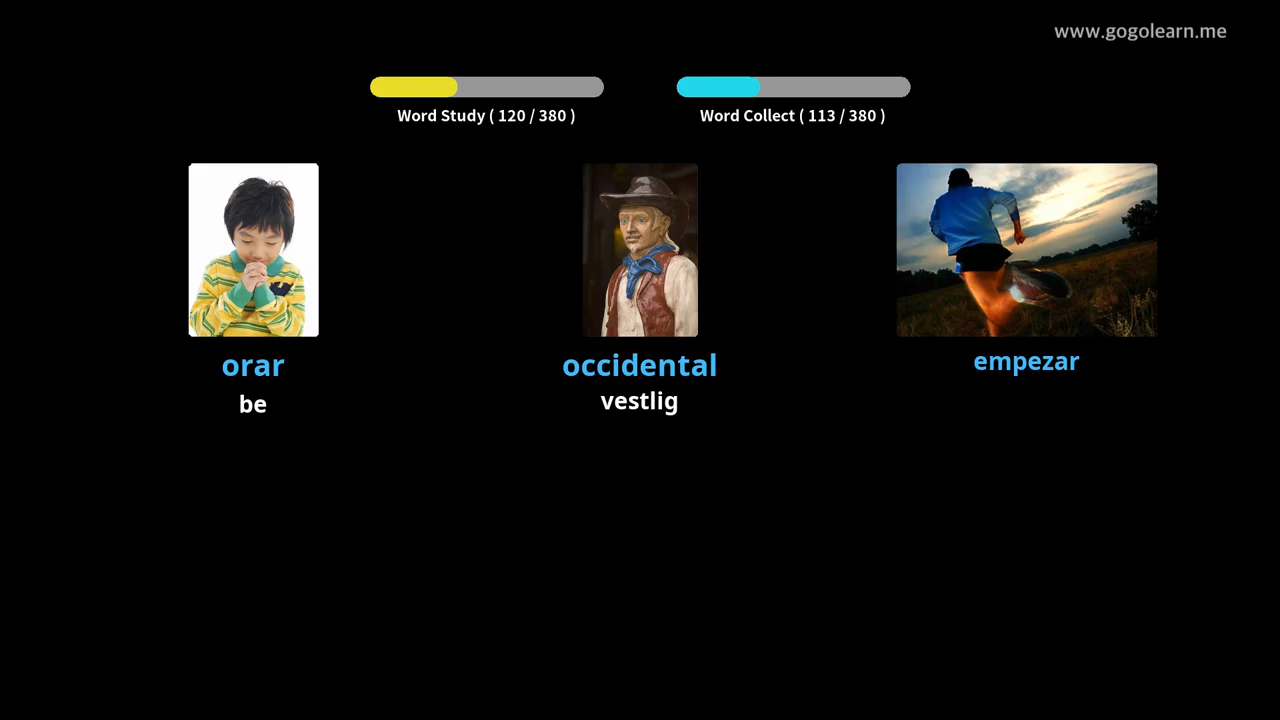 www.gogolearn.me
Word Study ( 120 / 380 )
Word Collect ( 113 / 380 )
orar
be
occidental
vestlig
empezar